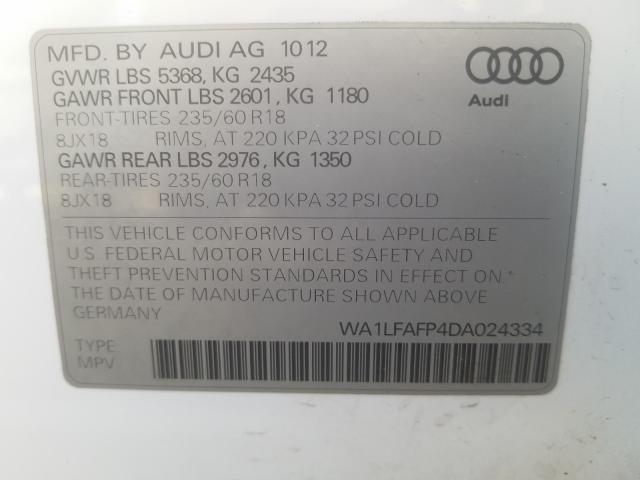 MFD. BY AUDI AG 10 12
GVWR LBS 5368, KG 2435
GAWR FRONT LBS 2601, KG 1180
FRONT-TIRES 235/60 R18
8JX18 RIMS, AT 220 KPA 32 PSI COLD
GAWR REAR LBS 2976, KG 1350
REAR-TIRES 235/60 R18
8JX18 RIMS, AT 220 KPA 32 PSI COLD
Audi
THIS VEHICLE CONFORMS TO ALL APPLICABLE
U.S. FEDERAL MOTOR VEHICLE SAFETY AND
THEFT PREVENTION STANDARDS IN EFFECT ON
THE DATE OF MANUFACTURE SHOWN ABOVE
GERMANY
WA1LFAFP4DA024334
TYPE
MPV